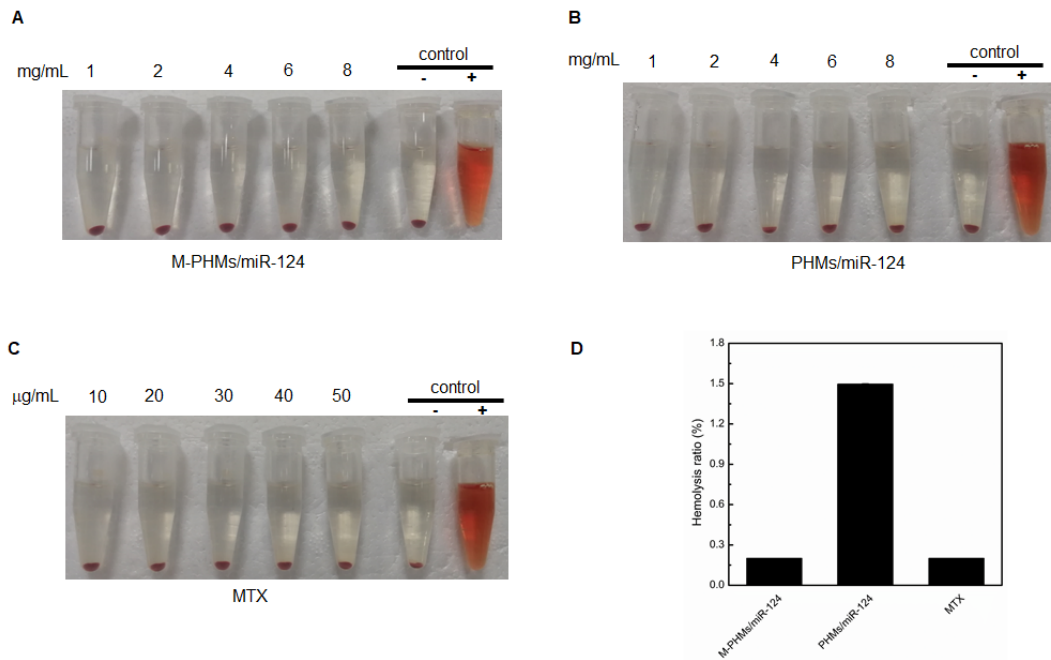 A
control
mg/mL 1 2 4 6 8 - +
M-PHMs/miR-124
B
control
mg/mL 1 2 4 6 8 - +
PHMs/miR-124
C
control
μg/mL 10 20 30 40 50 - +
MTX
D
1.8
1.5
1.2
0.9
0.6
0.3
0.0
Hemolysis ratio (%)
M-PHMs/miR-124
PHMs/miR-124
MTX